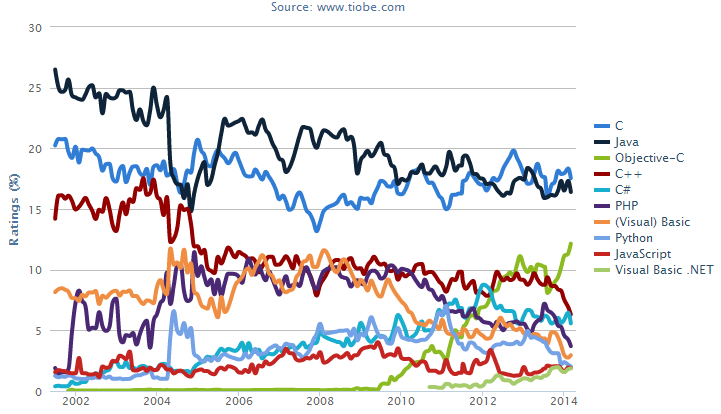 Source: www.tiobe.com
30
25
20
15
10
5
0
Ratings (%)
2002 2004 2006 2008 2010 2012 2014
C
Java
Objective-C
C++
C#
PHP
(Visual) Basic
Python
JavaScript
Visual Basic .NET